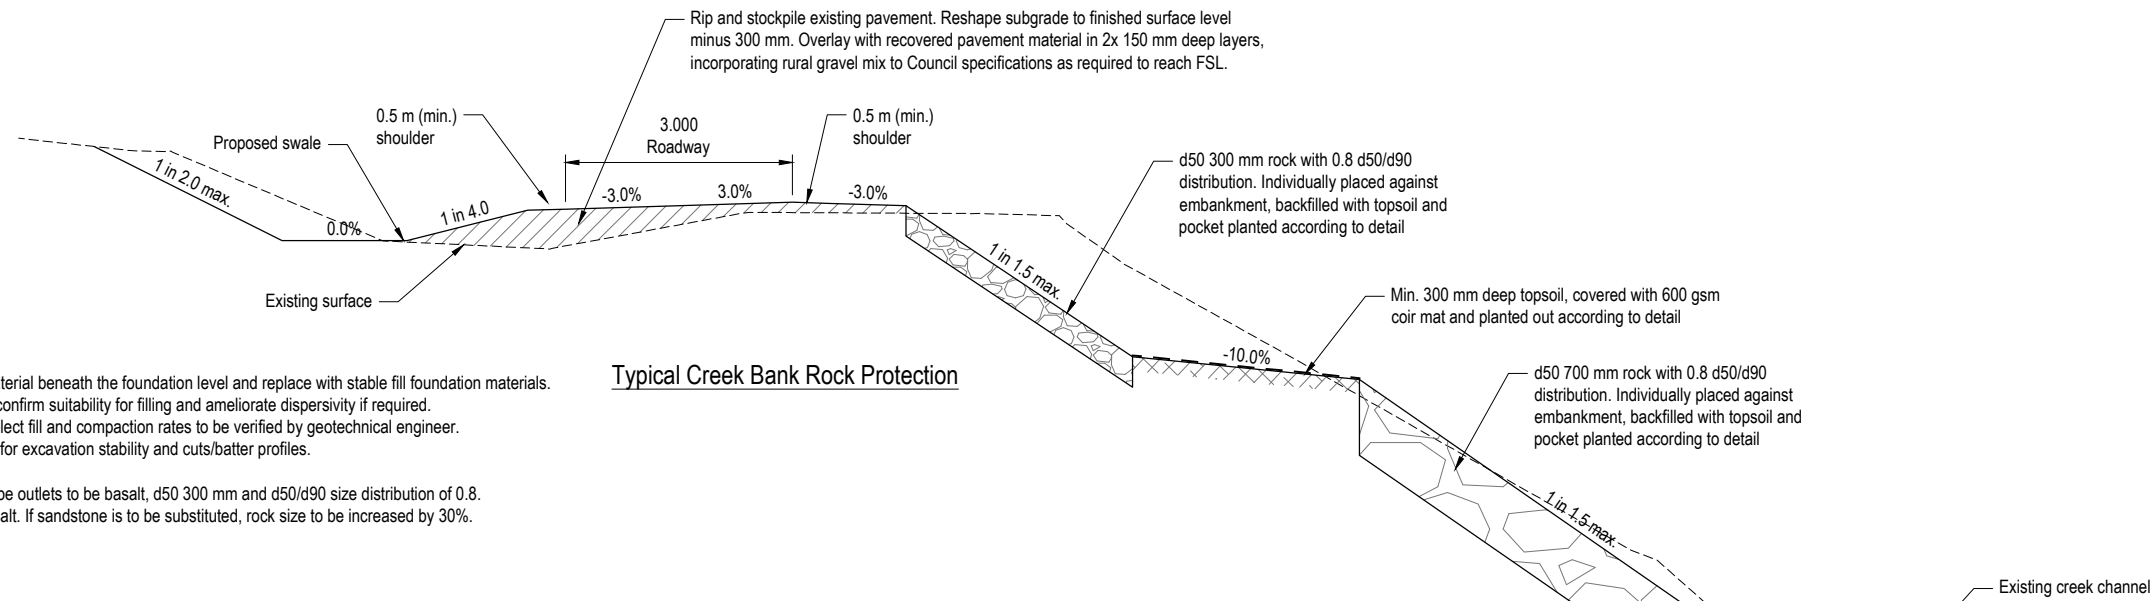 Rip and stockpile existing pavement. Reshape subgrade to finished surface level
minus 300 mm. Overlay with recovered pavement material in 2x 150 mm deep layers,
incorporating rural gravel mix to Council specifications as required to reach FSL.
0.5 m (min.)
shoulder
3.000
Roadway
0.5 m (min.)
shoulder
Proposed swale
1 in 2.0 max.
0.0%
1 in 4.0
-3.0%
3.0%
-3.0%
d50 300 mm rock with 0.8 d50/d90
distribution. Individually placed against
embankment, backfilled with topsoil and
pocket planted according to detail
1 in 1.5 max.
Existing surface
Min. 300 mm deep topsoil, covered with 600 gsm
coir mat and planted out according to detail
-10.0%
Typical Creek Bank Rock Protection
d50 700 mm rock with 0.8 d50/d90
distribution. Individually placed against
embankment, backfilled with topsoil and
pocket planted according to detail
1 in 1.5 max.
beneath the foundation level and replace with stable fill foundation materials.
confirm suitability for filling and ameliorate dispersivity if required.
fill and compaction rates to be verified by geotechnical engineer.
for excavation stability and cuts/batter profiles.
outlets to be basalt, d50 300 mm and d50/d90 size distribution of 0.8.
If sandstone is to be substituted, rock size to be increased by 30%.
Existing creek channel